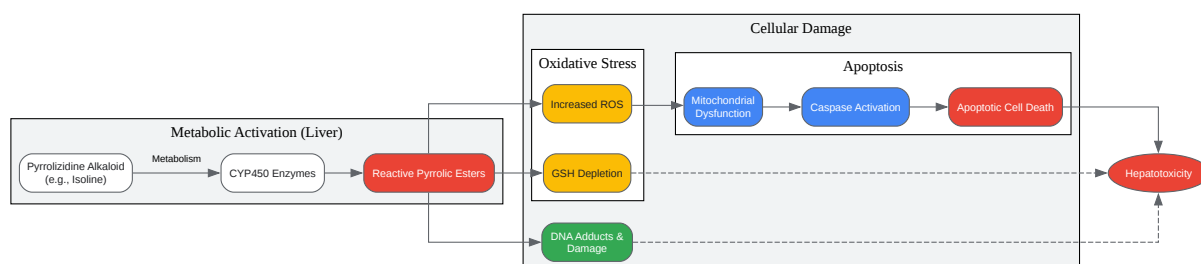 Cellular Damage
Oxidative Stress
Apoptosis
Increased ROS
Mitochondrial
Dysfunction
Caspase Activation
Apoptotic Cell Death
Metabolic Activation (Liver)
Pyrrolizidine Alkaloid
(e.g., Isoline)
Metabolism
CYP450 Enzymes
Reactive Pyrrolic Esters
GSH Depletion
Hepatotoxicity
DNA Adducts &
Damage